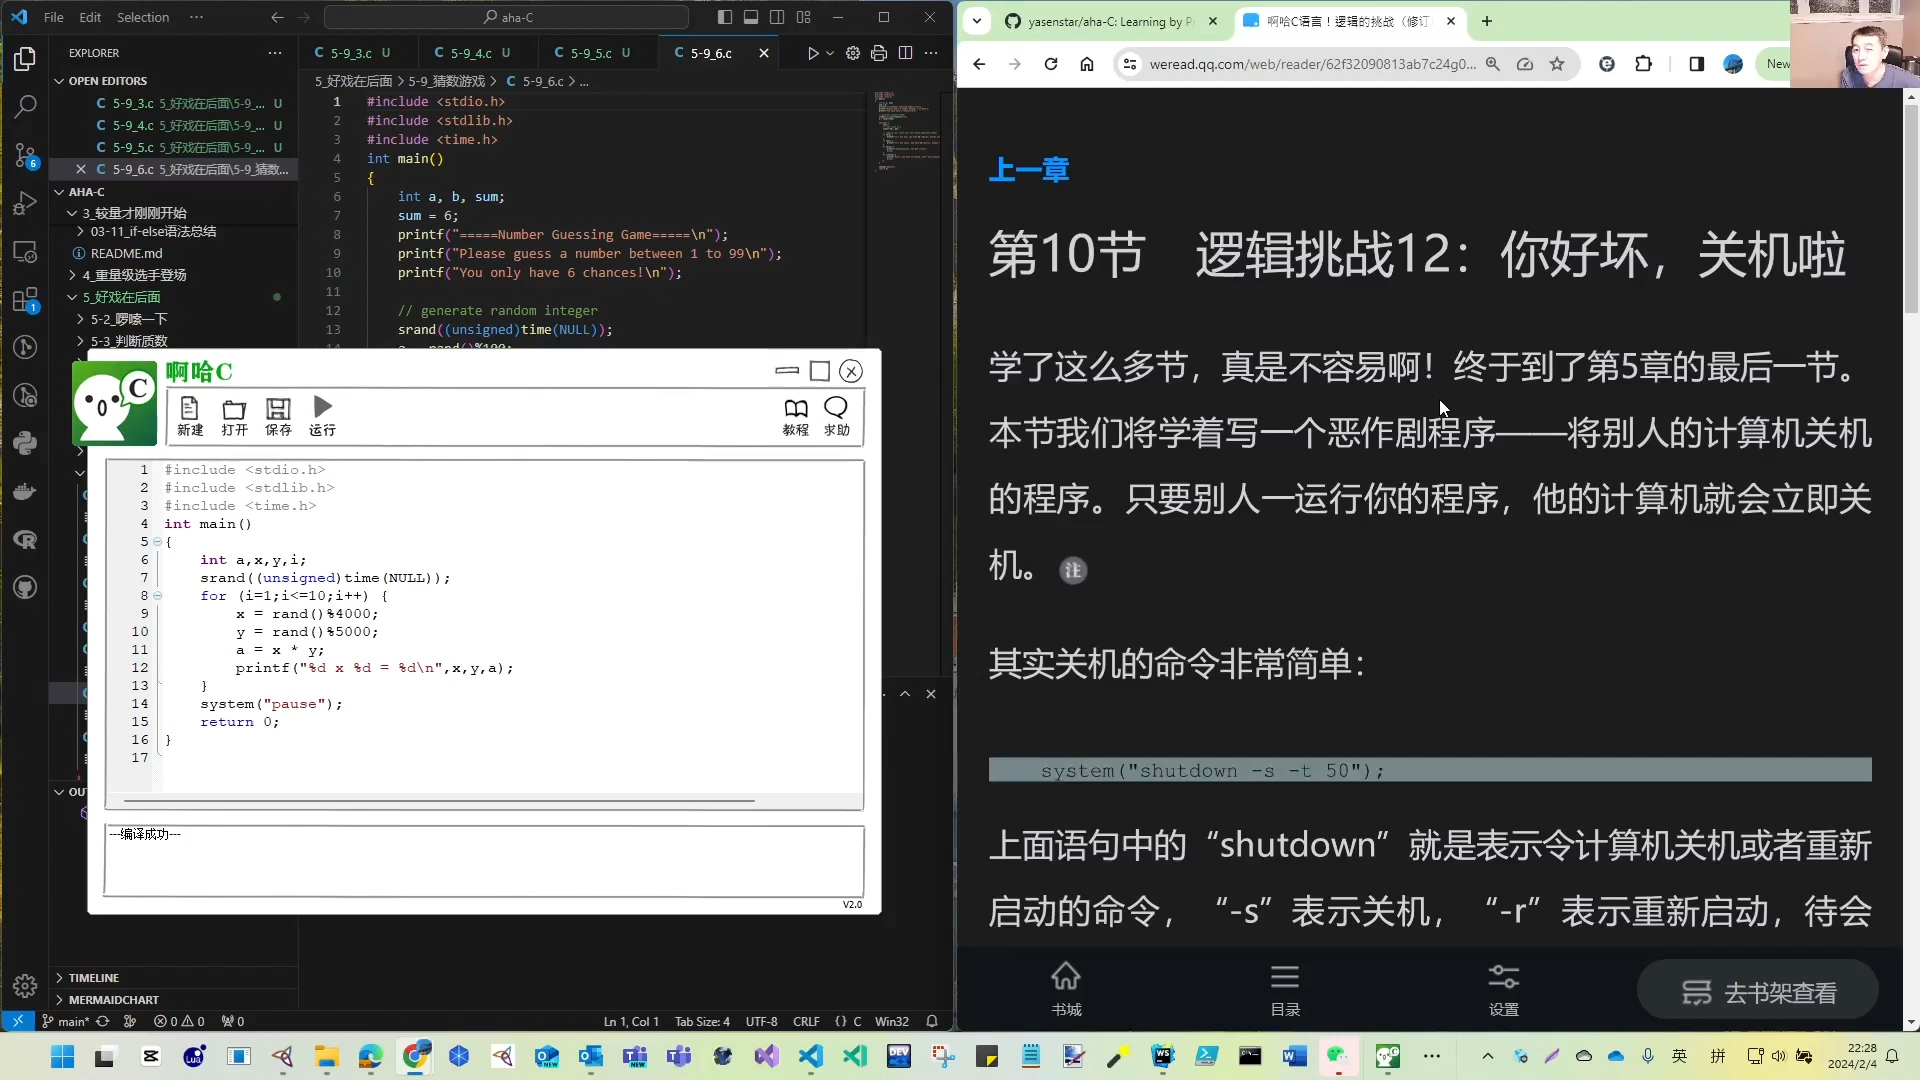 File Edit Selection ···
aha-C
EXPLORER
OPEN EDITORS
C 5-9_3.c 5_好戏在后面\5-9_... U
C 5-9_4.c 5_好戏在后面\5-9_... U
C 5-9_5.c 5_好戏在后面\5-9_... U
C 5-9_6.c 5_好戏在后面\5-9_猜数...
AHA-C
3_较量才刚刚开始
03-11_if-else语法总结
README.md
4_重量级选手登场
5_好戏在后面
5-2_啰嗦一下
5-3_判断质数
OU
TIMELINE
MERMAIDCHART
C 5-9_3.c U
C 5-9_4.c U
C 5-9_5.c U
C 5-9_6.c
5_好戏在后面 > 5-9_猜数游戏 > C 5-9_6.c > ...
1 #include <stdio.h>
2 #include <stdlib.h>
3 #include <time.h>
4 int main()
5 {
6 int a, b, sum;
7 sum = 6;
8 printf("=====Number Guessing Game=====\n");
9 printf("Please guess a number between 1 to 99\n");
10 printf("You only have 6 chances!\n");
11
12 // generate random integer
13 srand((unsigned)time(NULL));
啊哈C
新建 打开 保存 运行 教程 求助
1 #include <stdio.h>
2 #include <stdlib.h>
3 #include <time.h>
4 int main()
5 {
6 int a,x,y,i;
7 srand((unsigned)time(NULL));
8 for (i=1;i<=10;i++) {
9 x = rand()%4000;
10 y = rand()%5000;
11 a = x * y;
12 printf("%d x %d = %d\n",x,y,a);
13 }
14 system("pause");
15 return 0;
16 }
17
---编译成功---
V2.0
main* 0 0 0 Ln 1, Col 1 Tab Size: 4 UTF-8 CRLF {} C Win32
yasenstar/aha-C: Learning by Pr
啊哈C语言！逻辑的挑战（修订
weread.qq.com/web/reader/62f32090813ab7c24g0...
New
上一章
第10节 逻辑挑战12：你好坏，关机啦
学了这么多节，真是不容易啊！终于到了第5章的最后一节。
本节我们将学着写一个恶作剧程序——将别人的计算机关机
的程序。只要别人一运行你的程序，他的计算机就会立即关
机。 注
其实关机的命令非常简单：
system("shutdown -s -t 50");
上面语句中的“shutdown”就是表示令计算机关机或者重新
启动的命令，“-s”表示关机，“-r”表示重新启动，待会
书城 目录 设置 去书架查看
英 拼 22:28
2024/2/4